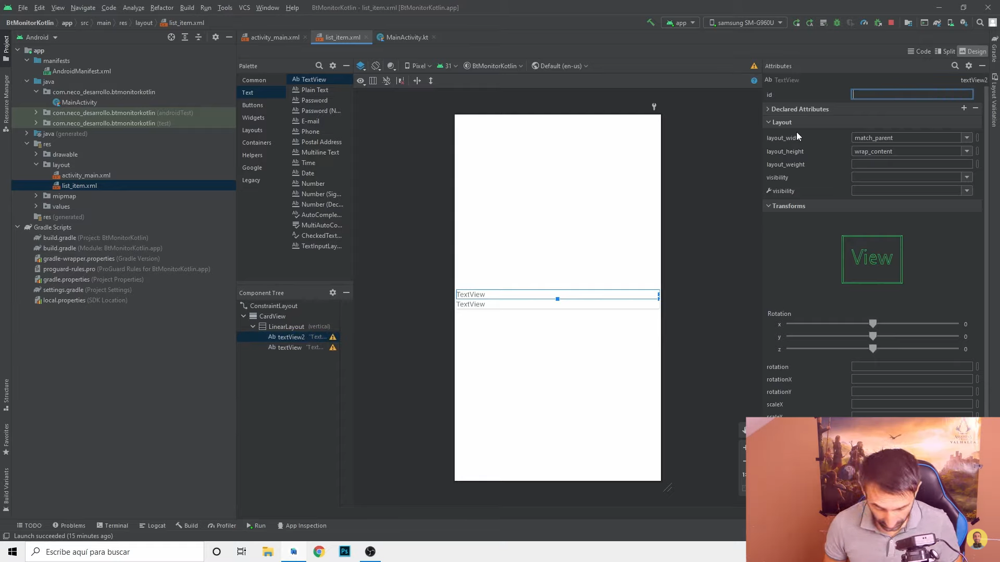 File Edit View Navigate Code Analyze Refactor Build Run Tools VCS Window Help BtMonitorKotlin - list_item.xml [BtMonitorKotlin.app]
BtMonitorKotlin app src main res layout list_item.xml app samsung SM-G960U
Android activity_main.xml list_item.xml MainActivity.kt
Code Split Design
Project
Resource Manager
Structure
Favorites
Build Variants
app
manifests
AndroidManifest.xml
java
com.neco_desarrollo.btmonitorkotlin
MainActivity
com.neco_desarrollo.btmonitorkotlin (androidTest)
com.neco_desarrollo.btmonitorkotlin (test)
java (generated)
res
drawable
layout
activity_main.xml
list_item.xml
mipmap
values
res (generated)
Gradle Scripts
build.gradle (Project: BtMonitorKotlin)
build.gradle (Module: BtMonitorKotlin.app)
gradle-wrapper.properties (Gradle Version)
proguard-rules.pro (ProGuard Rules for BtMonitorKotlin.app)
gradle.properties (Project Properties)
settings.gradle (Project Settings)
local.properties (SDK Location)
Palette
Common
Text
Buttons
Widgets
Layouts
Containers
Helpers
Google
Legacy
Ab TextView
Ab Plain Text
Ab Password
Ab Password (N...
Ab E-mail
Ab Phone
Ab Postal Address
Ab Multiline Text
Ab Time
Ab Date
Ab Number
Ab Number (Sig...
Ab Number (Dec...
Ab AutoComple...
MultiAutoCo...
CheckedText...
Ab TextInputLay...
Component Tree
ConstraintLayout
CardView
LinearLayout (vertical)
Ab textView2 "Text...
Ab textView "Text...
Pixel 31 BtMonitorKotlin Default (en-us)
TextView
TextView
Attributes
Ab TextView textView2
id
Declared Attributes
Layout
layout_wid match_parent
layout_height wrap_content
layout_weight
visibility
visibility
Transforms
View
Rotation
x 0
y 0
z 0
rotation
rotationX
rotationY
scaleX
scaleY
Gradle
Layout Validation
ASSASSIN'S CREED
VALHALLA
TODO Problems Terminal Logcat Build Profiler Run App Inspection
Launch succeeded (15 minutes ago)
Escribe aquí para buscar
Ps